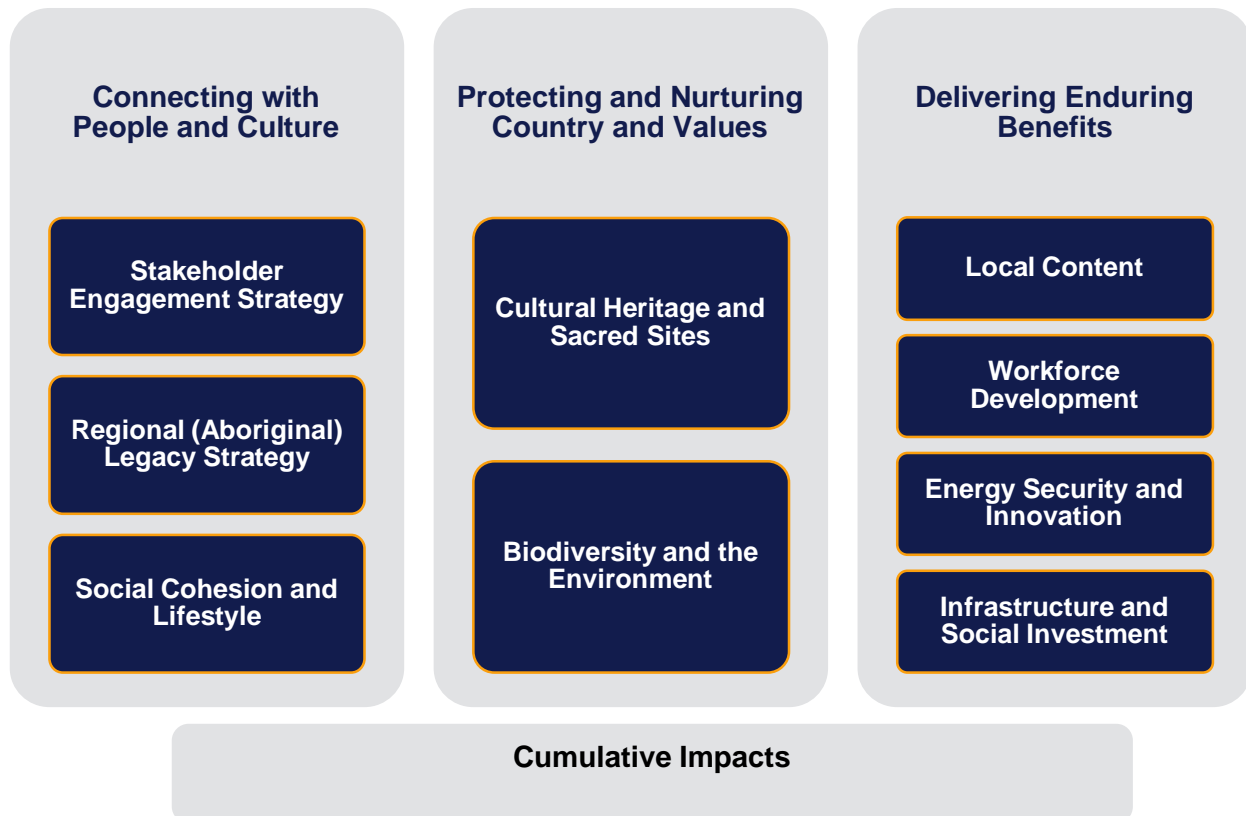 Connecting with
People and Culture
Stakeholder
Engagement Strategy
Regional (Aboriginal)
Legacy Strategy
Social Cohesion and
Lifestyle
Protecting and Nurturing
Country and Values
Cultural Heritage and
Sacred Sites
Biodiversity and the
Environment
Delivering Enduring
Benefits
Local Content
Workforce
Development
Energy Security and
Innovation
Infrastructure and
Social Investment
Cumulative Impacts